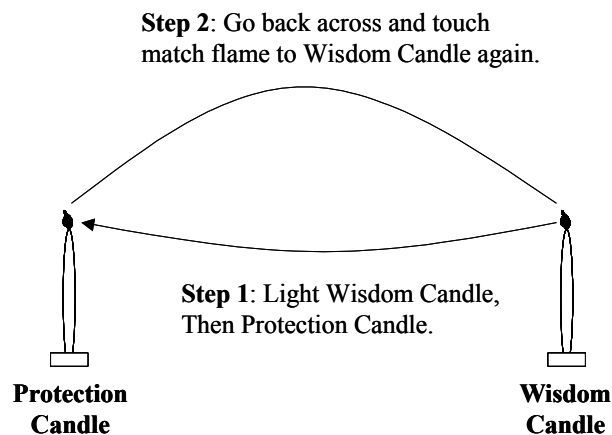 Step 2: Go back across and touch
match flame to Wisdom Candle again.
Step 1: Light Wisdom Candle,
Then Protection Candle.
Protection
Candle
Wisdom
Candle